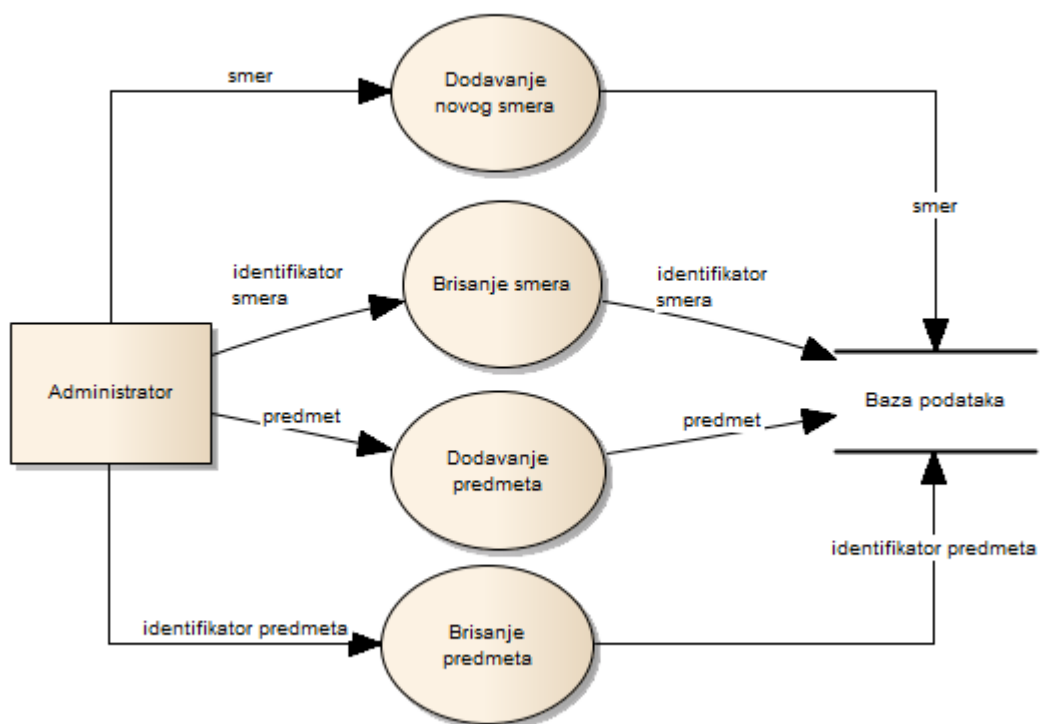 smer
Dodavanje
novog smera
smer
identifikator
smera
Brisanje smera
identifikator
smera
Administrator
predmet
Dodavanje
predmeta
predmet
Baza podataka
identifikator predmeta
Brisanje
predmeta
identifikator predmeta